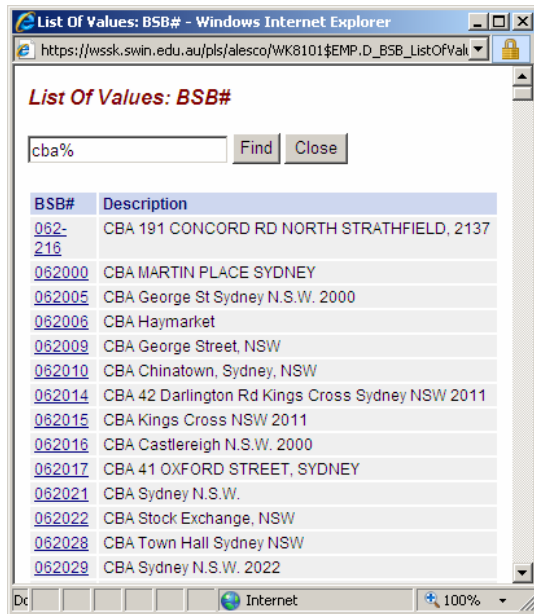 List Of Values: BSB# - Windows Internet Explorer
https://wssk.swin.edu.au/pls/alesco/WK8101$EMP.D_BSB_ListOfValu
List Of Values: BSB#
cba% Find Close
BSB# Description
062-
216 CBA 191 CONCORD RD NORTH STRATHFIELD, 2137
062000 CBA MARTIN PLACE SYDNEY
062005 CBA George St Sydney N.S.W. 2000
062006 CBA Haymarket
062009 CBA George Street, NSW
062010 CBA Chinatown, Sydney, NSW
062014 CBA 42 Darlington Rd Kings Cross Sydney NSW 2011
062015 CBA Kings Cross NSW 2011
062016 CBA Castlereigh N.S.W. 2000
062017 CBA 41 OXFORD STREET, SYDNEY
062021 CBA Sydney N.S.W.
062022 CBA Stock Exchange, NSW
062028 CBA Town Hall Sydney NSW
062029 CBA Sydney N.S.W. 2022
Internet 100%